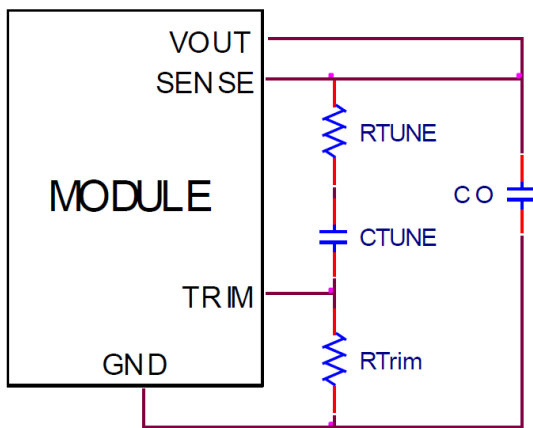 VOUT
SENSE
RTUNE
MODULE
CO
CTUNE
TRIM
GND
RTrim